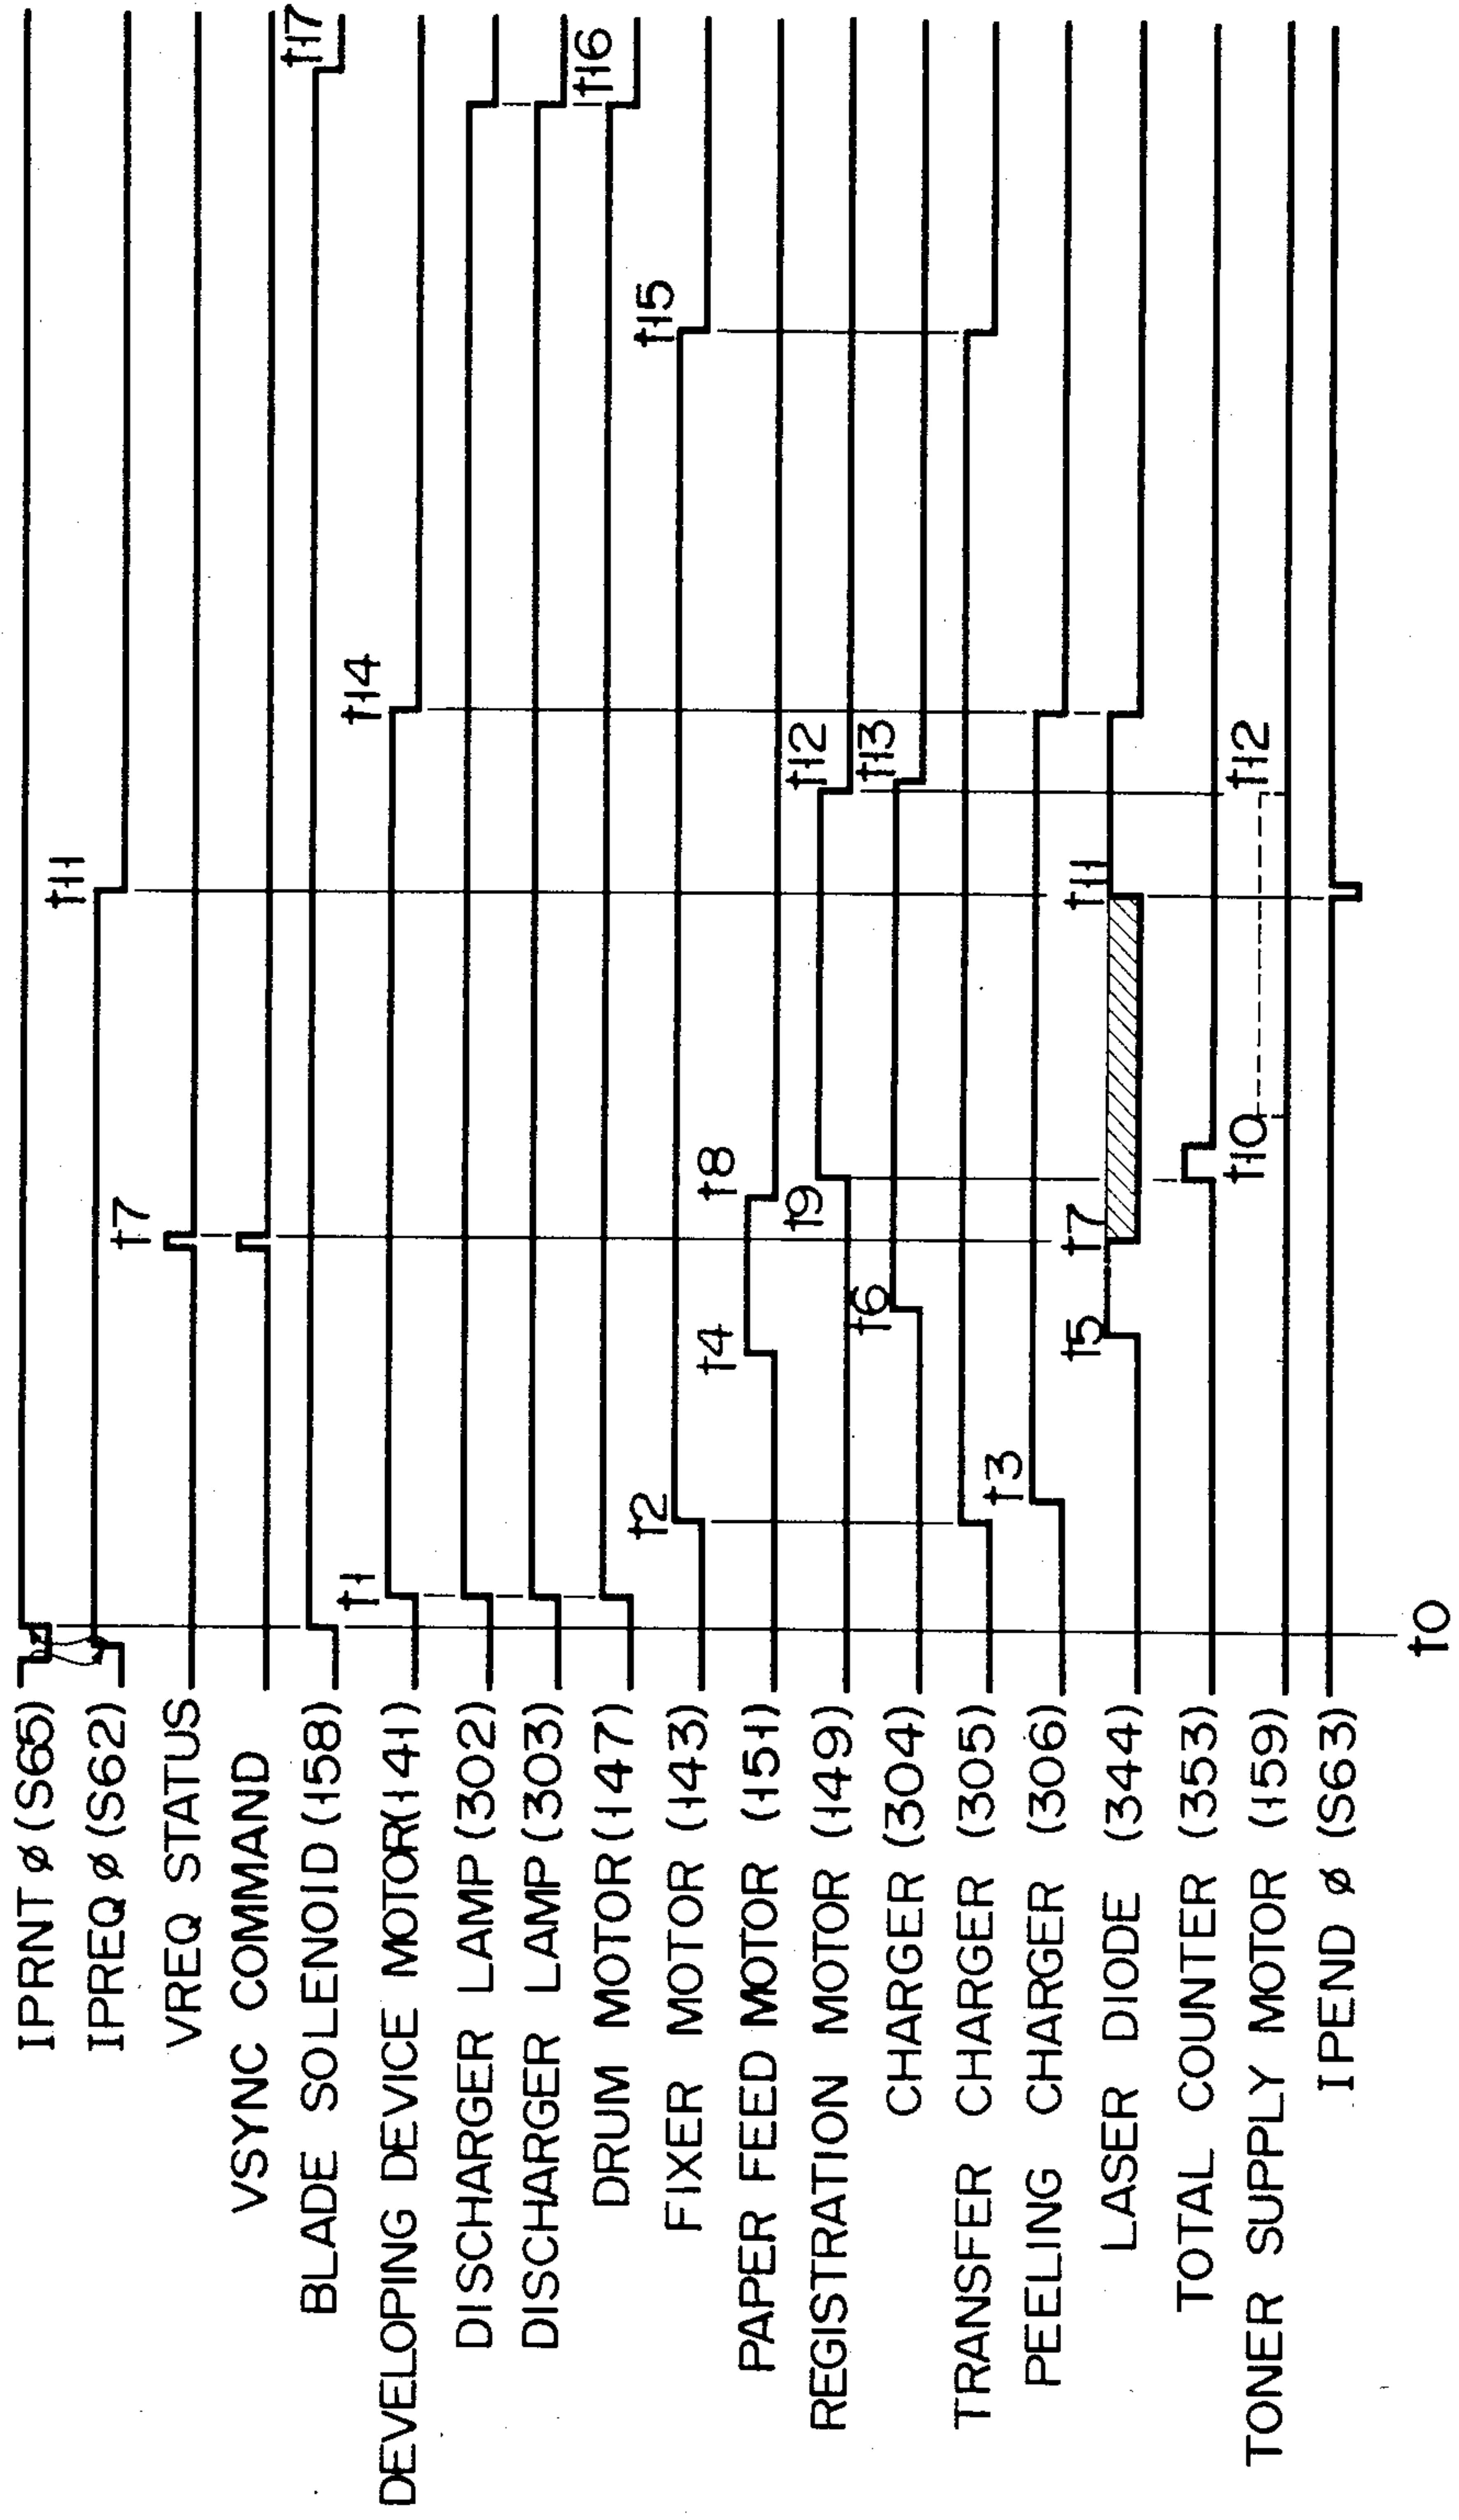 IPRNT ø (S65)
IPREQ ø (S62)
t11
VREQ STATUS
t7
VSYNC COMMAND
BLADE SOLENOID (158)
t17
DEVELOPING DEVICE MOTOR (141)
t1
t14
DISCHARGER LAMP (302)
DISCHARGER LAMP (303)
DRUM MOTOR (147)
t16
FIXER MOTOR (143)
t2
t15
PAPER FEED MOTOR (151)
t4
t8
REGISTRATION MOTOR (149)
t9
t12
CHARGER (304)
t6
t13
TRANSFER CHARGER (305)
PEELING CHARGER (306)
t3
LASER DIODE (344)
t5
t7
t11
TOTAL COUNTER (353)
TONER SUPPLY MOTOR (159)
t10
t12
IPEND ø (S63)
t0